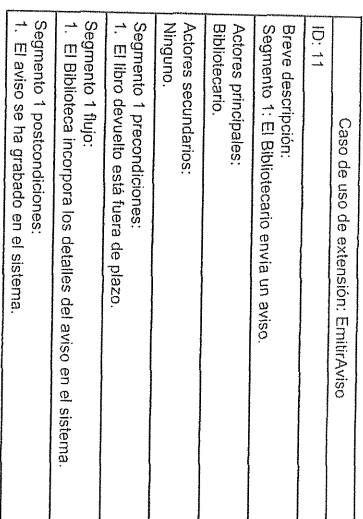 Caso de uso de extensión: EmitirAviso
ID: 11
Breve descripción:
Segmento 1: El Bibliotecario envía un aviso.
Actores principales:
Bibliotecario.
Actores secundarios:
Ninguno.
Segmento 1 precondiciones:
1. El libro devuelto está fuera de plazo.
Segmento 1 flujo:
1. El Biblioteca incorpora los detalles del aviso en el sistema.
Segmento 1 postcondiciones:
1. El aviso se ha grabado en el sistema.